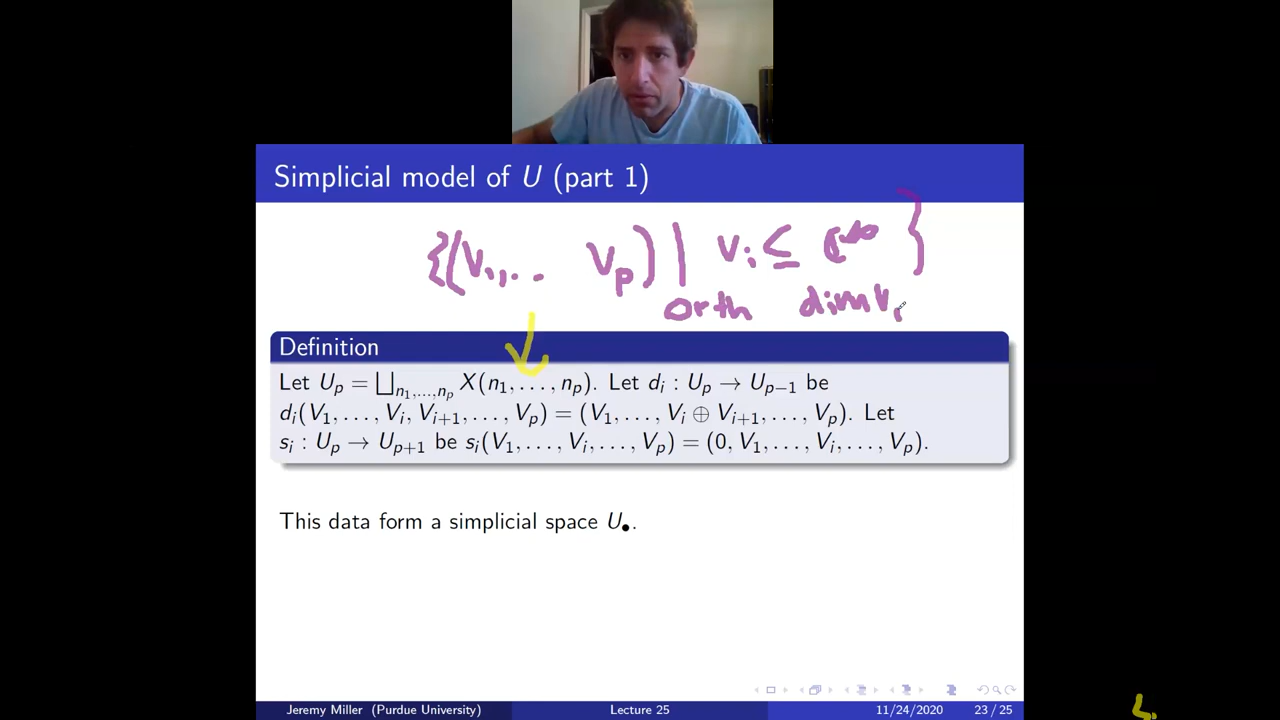 Simplicial model of U (part 1)
{(V₁,.. Vₚ) | Vᵢ ≤ ℂ^∞ }
orth dim Vᵢ
Definition
Let Uₚ = ⨆_{n₁,…,nₚ} X(n₁, …, nₚ). Let dᵢ : Uₚ → Uₚ₋₁ be
dᵢ(V₁, …, Vᵢ, Vᵢ₊₁, …, Vₚ) = (V₁, …, Vᵢ ⊕ Vᵢ₊₁, …, Vₚ). Let
sᵢ : Uₚ → Uₚ₊₁ be sᵢ(V₁, …, Vᵢ, …, Vₚ) = (0, V₁, …, Vᵢ, …, Vₚ).
This data form a simplicial space U•.
Jeremy Miller (Purdue University) Lecture 25 11/24/2020 23 / 25